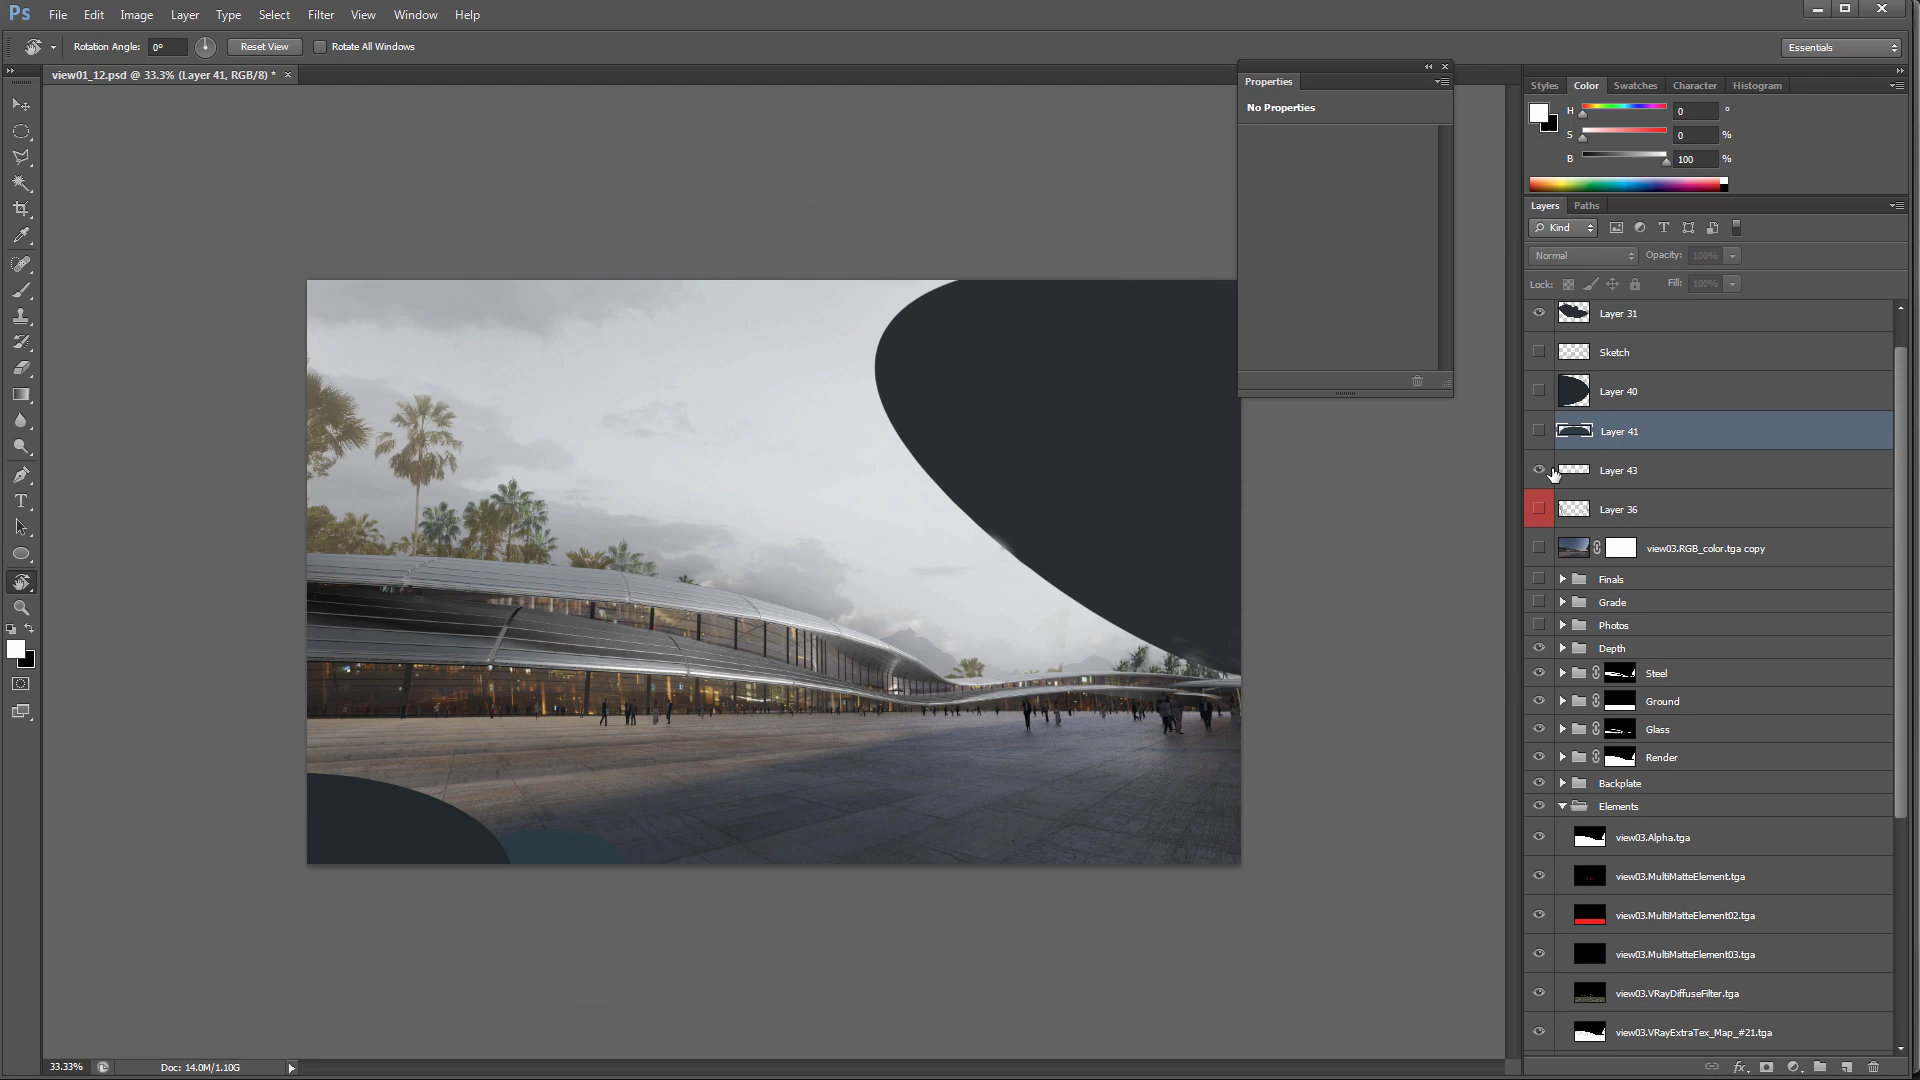 Ps File Edit Image Layer Type Select Filter View Window Help
Rotation Angle: 0° Reset View Rotate All Windows Essentials
view01_12.psd @ 33.3% (Layer 41, RGB/8) *
Properties
No Properties
Styles Color Swatches Character Histogram
H 0 °
S 0 %
B 100 %
Layers Paths
Kind
Normal Opacity: 100%
Lock: Fill: 100%
Layer 31
Sketch
Layer 40
Layer 41
Layer 43
Layer 36
view03.RGB_color.tga copy
Finals
Grade
Photos
Depth
Steel
Ground
Glass
Render
Backplate
Elements
view03.Alpha.tga
view03.MultiMatteElement.tga
view03.MultiMatteElement02.tga
view03.MultiMatteElement03.tga
view03.VRayDiffuseFilter.tga
view03.VRayExtraTex_Map_#21.tga
33.33% Doc: 14.0M/1.10G